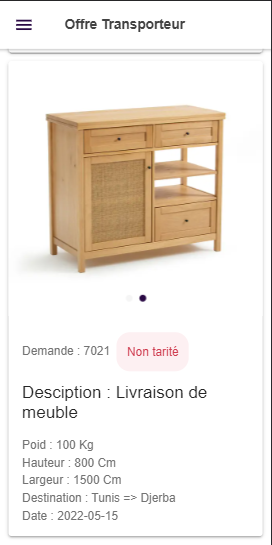 Offre Transporteur
Demande : 7021 Non tarité
Desciption : Livraison de
meuble
Poid : 100 Kg
Hauteur : 800 Cm
Largeur : 1500 Cm
Destination : Tunis => Djerba
Date : 2022-05-15